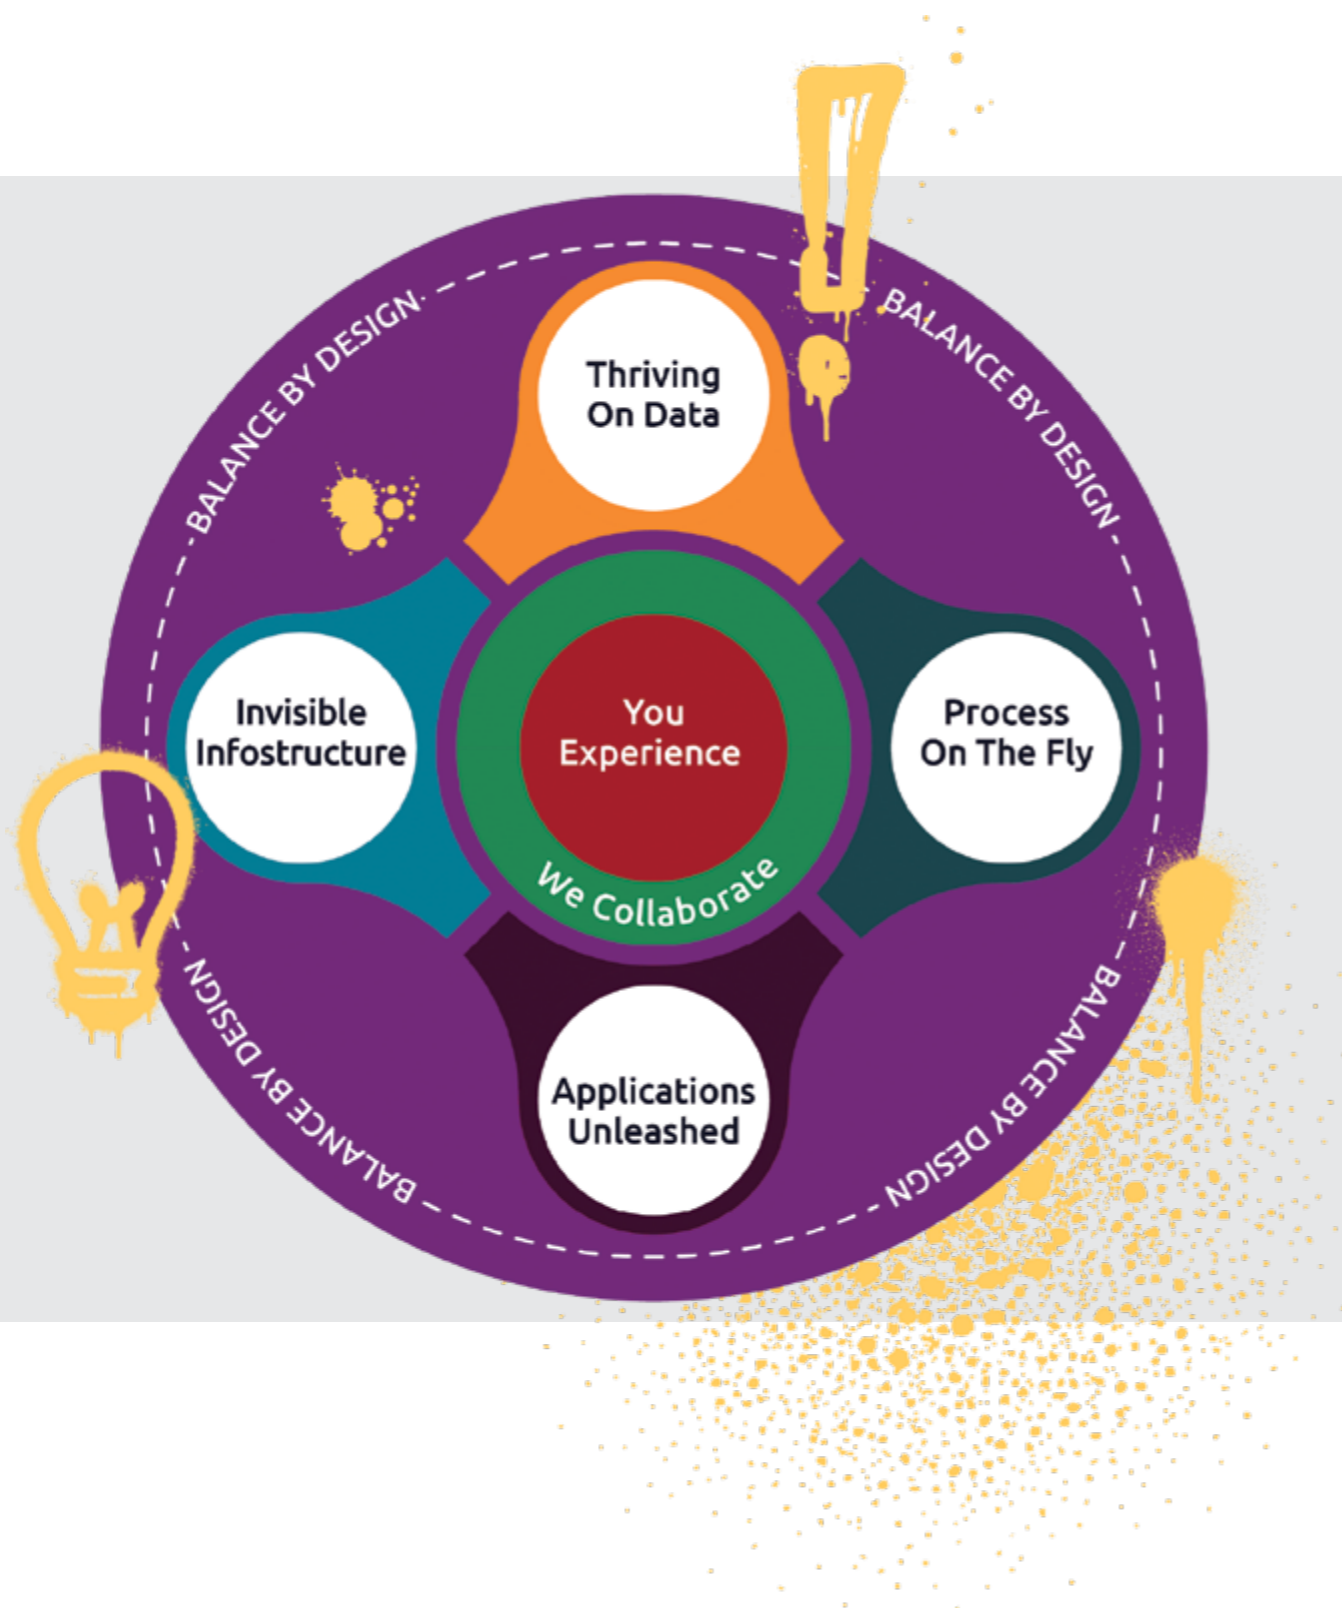 BALANCE BY DESIGN
BALANCE BY DESIGN
Thriving
On Data
Invisible
Infostructure
You
Experience
Process
On The Fly
We Collaborate
Applications
Unleashed
BALANCE BY DESIGN
BALANCE BY DESIGN